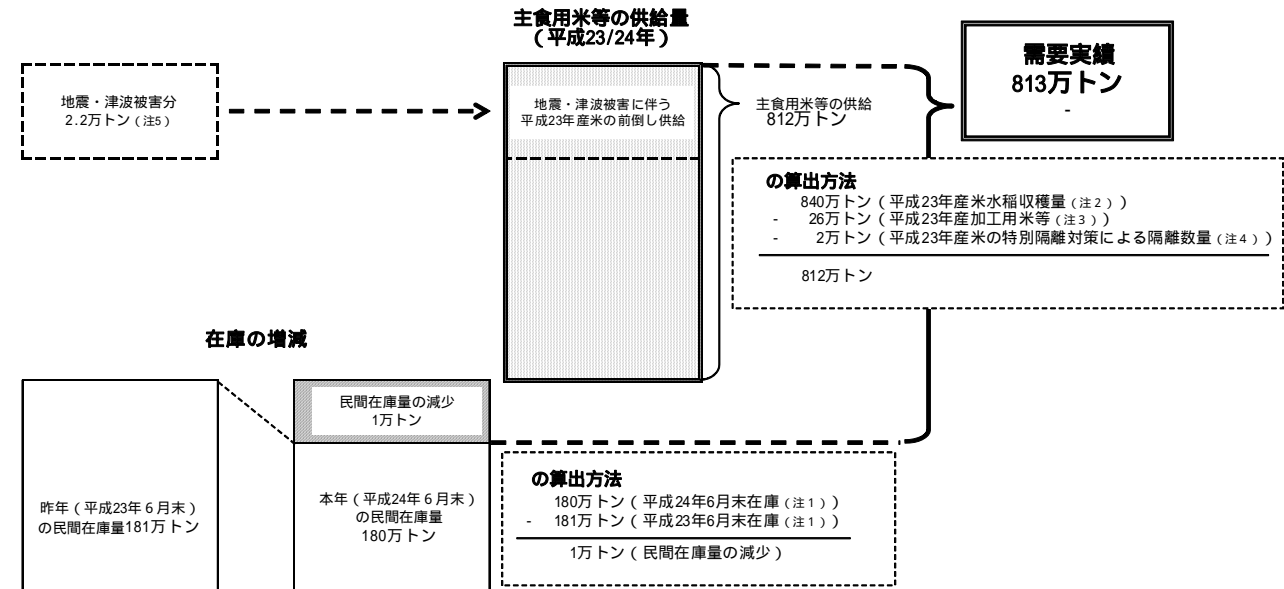 主食用米等の供給量
（平成23/24年）
需要実績
813万トン
-
地震・津波被害分
2.2万トン（注5）
地震・津波被害に伴う
平成23年産米の前倒し供給
主食用米等の供給
812万トン
の算出方法
840万トン（平成23年産米水稲収穫量（注２））
- 26万トン（平成23年産加工用米等（注３））
- 2万トン（平成23年産米の特別隔離対策による隔離数量（注４））
812万トン
在庫の増減
民間在庫量の減少
1万トン
昨年（平成23年６月末）
の民間在庫量181万トン
本年（平成24年６月末）
の民間在庫量
180万トン
の算出方法
180万トン（平成24年6月末在庫（注１））
- 181万トン（平成23年6月末在庫（注１））
1万トン（民間在庫量の減少）